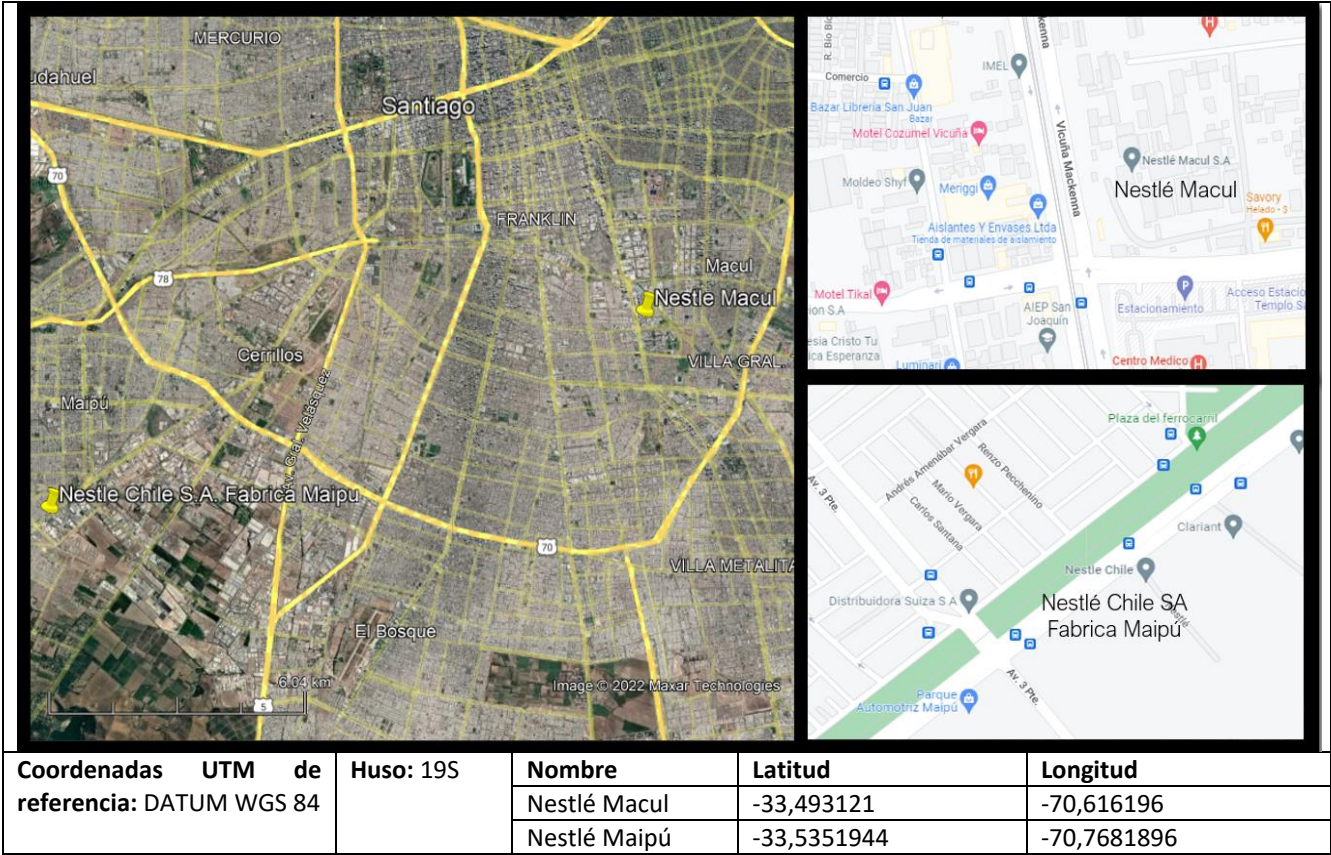 MERCURIO
udahuel
Santiago
70
FRANKLIN
78
Macul
Nestle Macul
Cerrillos
VILLA GRAL.
Maipú
Gral. Velásquez
Nestle Chile S.A. Fabrica Maipu
70
VILLA METALITA
El Bosque
6.04 km
Image © 2022 Maxar Technologies
5
R. Bío Bío
kenna
H
IMEL
Comercio
Bazar Libreria San Juan
Bazar
Motel Cozumel Vicuña
Vicuña Mackenna
Nestlé Macul S.A
Nestlé Macul
Moldeo Shyf
Meriggi
Savory
Helado - $
Aislantes Y Envases Ltda
Tienda de materiales de aislamiento
Motel Tikal
ion S.A
P
AIEP San
Joaquín
Estacionamiento
Acceso Estacio
Templo S
esia Cristo Tu
ica Esperanza
Luminari
Centro Medico
H
Plaza del ferrocarril
Andrés Amenábar Vergara
Renzo Pecchenino
Av. 3 Pte.
Mario Vergara
Carlos Santana
Clariant
Nestle Chile
Distribuidora Suiza S.A
Nestlé Chile SA
Fabrica Maipú
Nestlé
Av. 3 Pte.
Parque
Automotriz Maipú
Coordenadas UTM de
referencia: DATUM WGS 84
Huso: 19S
Nombre Latitud Longitud
Nestlé Macul -33,493121 -70,616196
Nestlé Maipú -33,5351944 -70,7681896